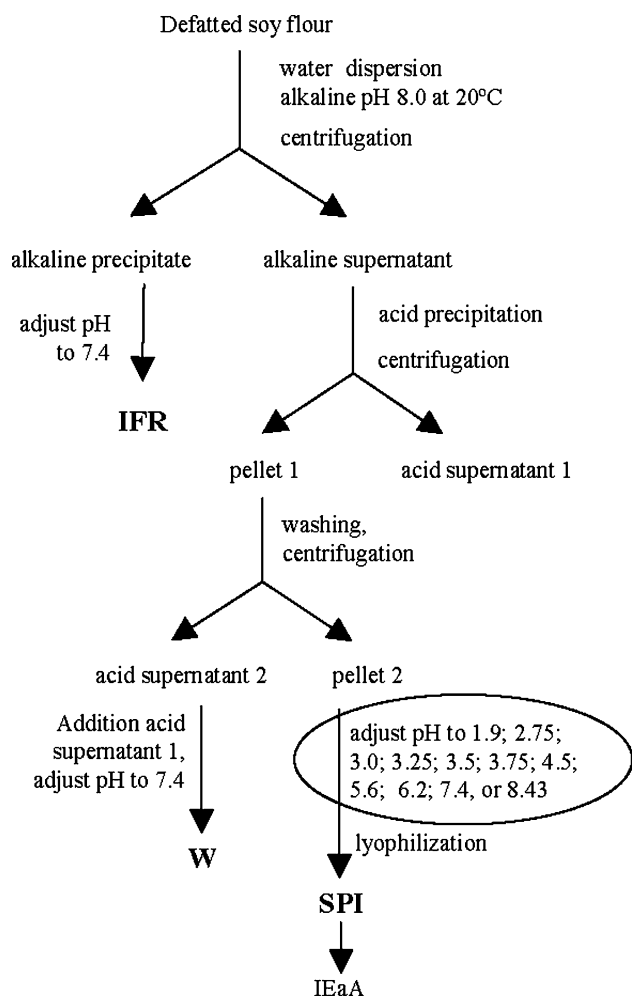 Defatted soy flour
water dispersion
alkaline pH 8.0 at 20ºC
centrifugation
alkaline precipitate
alkaline supernatant
adjust pH
to 7.4
acid precipitation
centrifugation
IFR
pellet 1
acid supernatant 1
washing,
centrifugation
acid supernatant 2
pellet 2
Addition acid
supernatant 1,
adjust pH to 7.4
adjust pH to 1.9; 2.75;
3.0; 3.25; 3.5; 3.75; 4.5;
5.6; 6.2; 7.4, or 8.43
W
lyophilization
SPI
IEaA